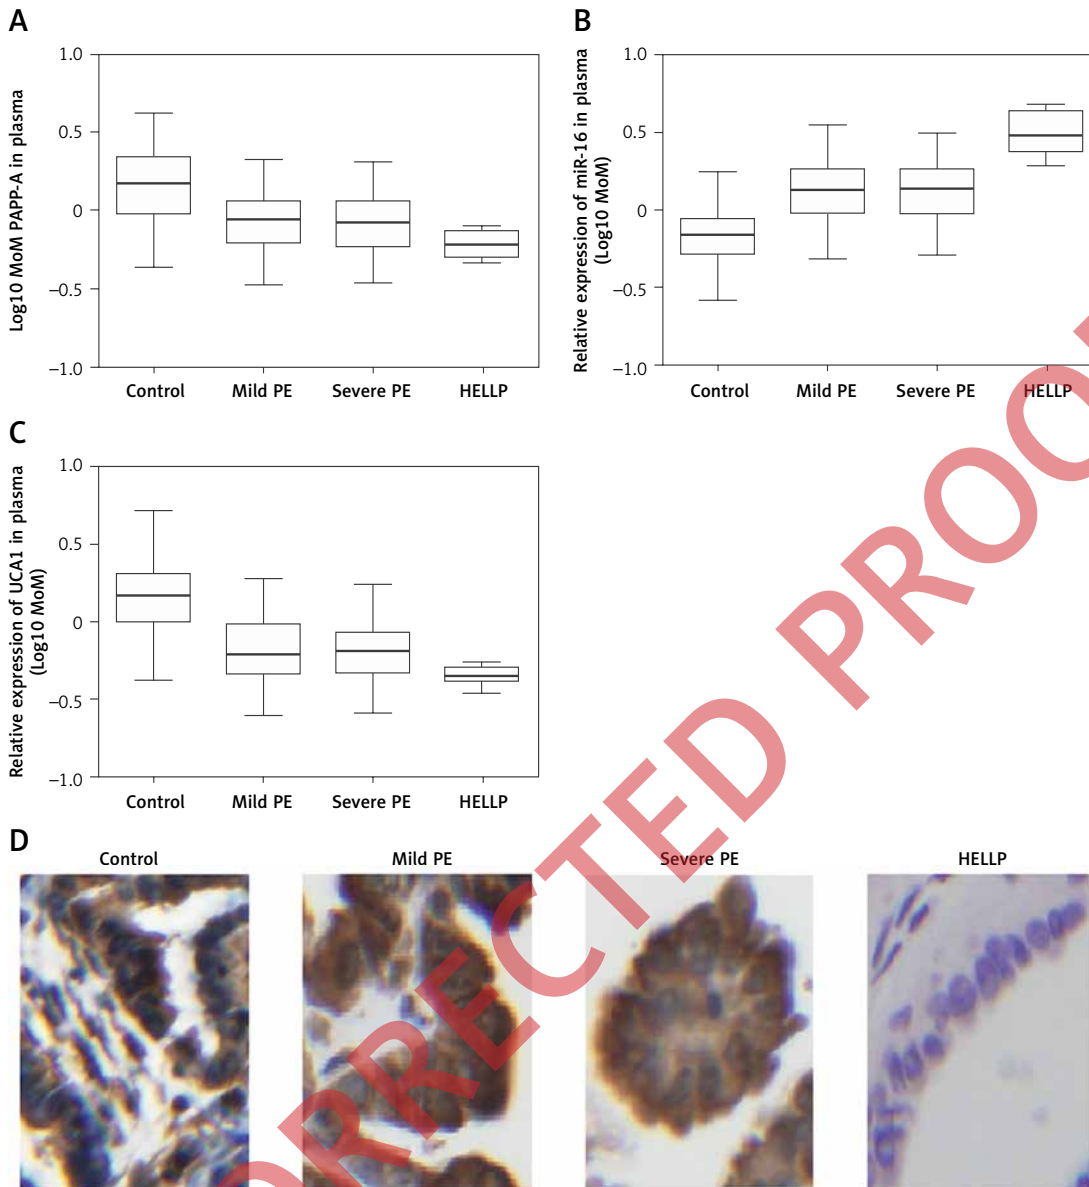 A
Log10 MoM PAPP-A in plasma
1.0
0.5
0
–0.5
–1.0
Control Mild PE Severe PE HELLP
B
Relative expression of miR-16 in plasma
(Log10 MoM)
1.0
0.5
0
–0.5
–1.0
Control Mild PE Severe PE HELLP
C
Relative expression of UCA1 in plasma
(Log10 MoM)
1.0
0.5
0
–0.5
–1.0
Control Mild PE Severe PE HELLP
D
Control Mild PE Severe PE HELLP